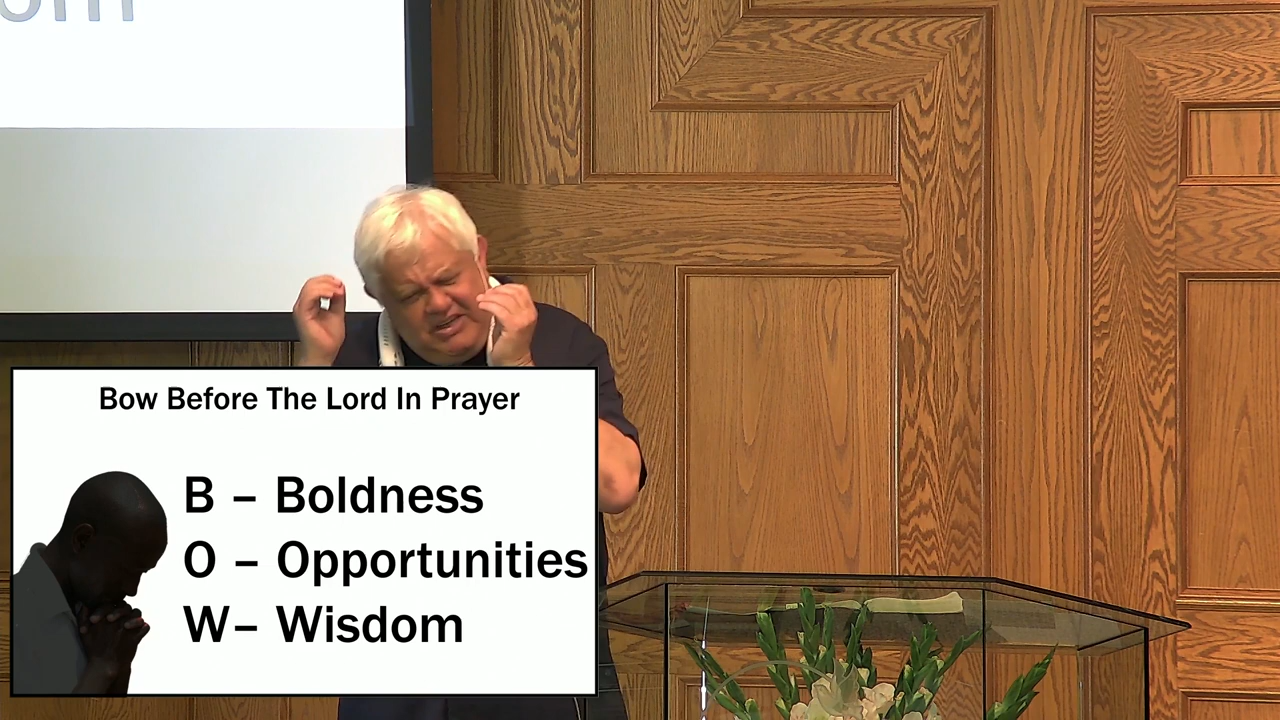 Bow Before The Lord In Prayer
B – Boldness
O – Opportunities
W– Wisdom